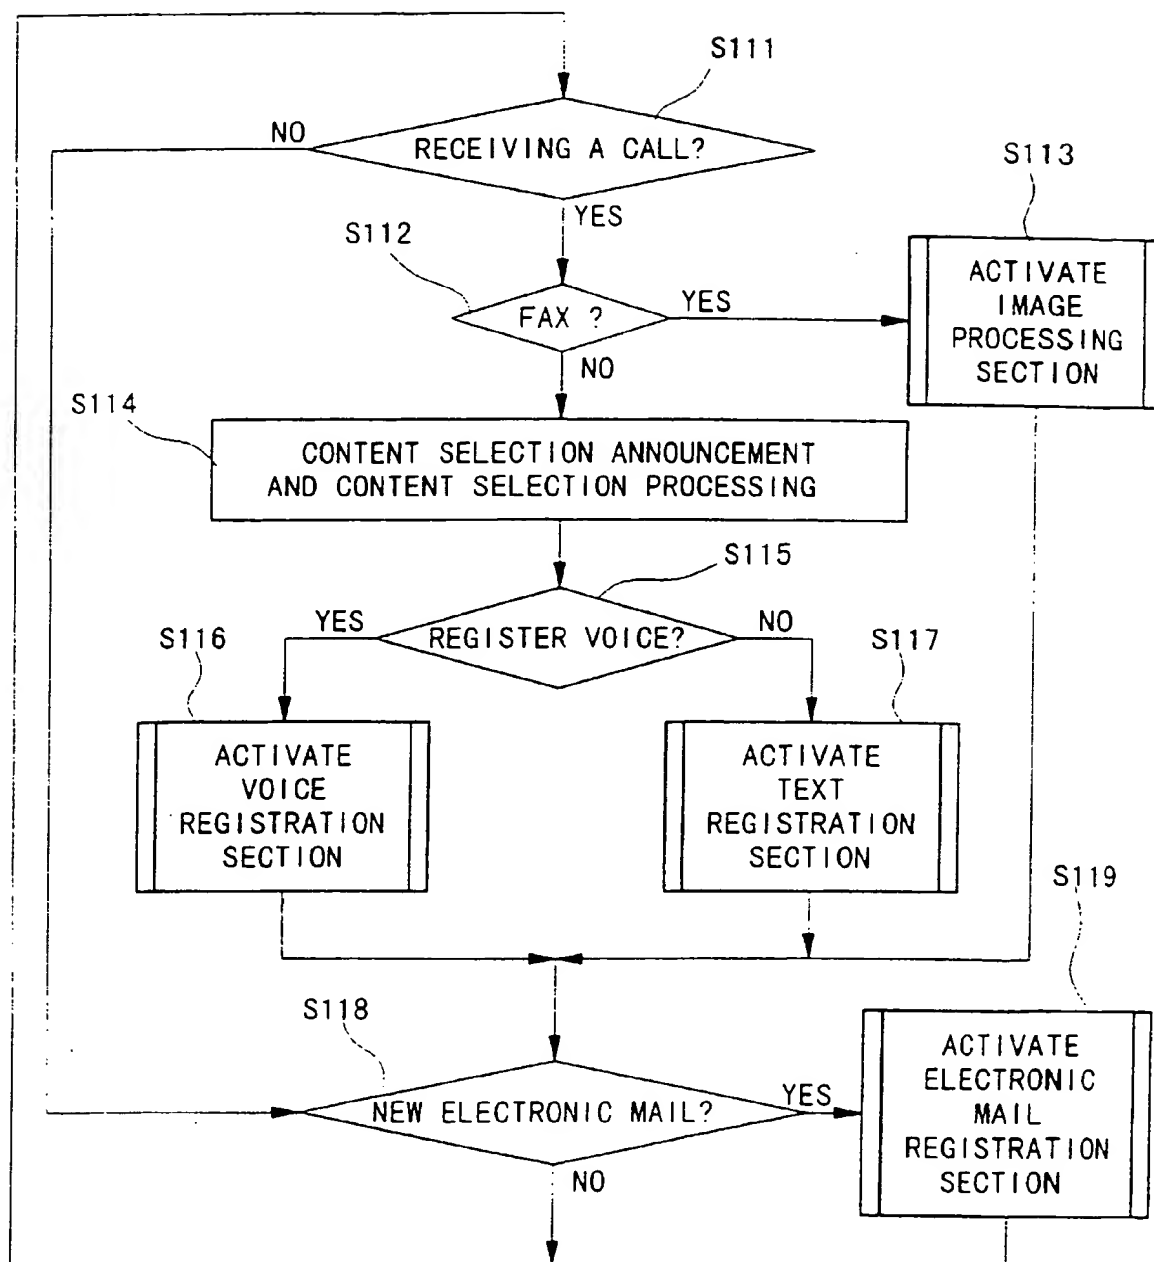 S111
NO
RECEIVING A CALL?
S113
YES
S112
ACTIVATE
IMAGE
PROCESSING
SECTION
FAX ?
YES
NO
S114
CONTENT SELECTION ANNOUNCEMENT
AND CONTENT SELECTION PROCESSING
S115
YES
REGISTER VOICE?
NO
S116
S117
ACTIVATE
VOICE
REGISTRATION
SECTION
ACTIVATE
TEXT
REGISTRATION
SECTION
S119
S118
ACTIVATE
ELECTRONIC
MAIL
REGISTRATION
SECTION
NEW ELECTRONIC MAIL?
YES
NO